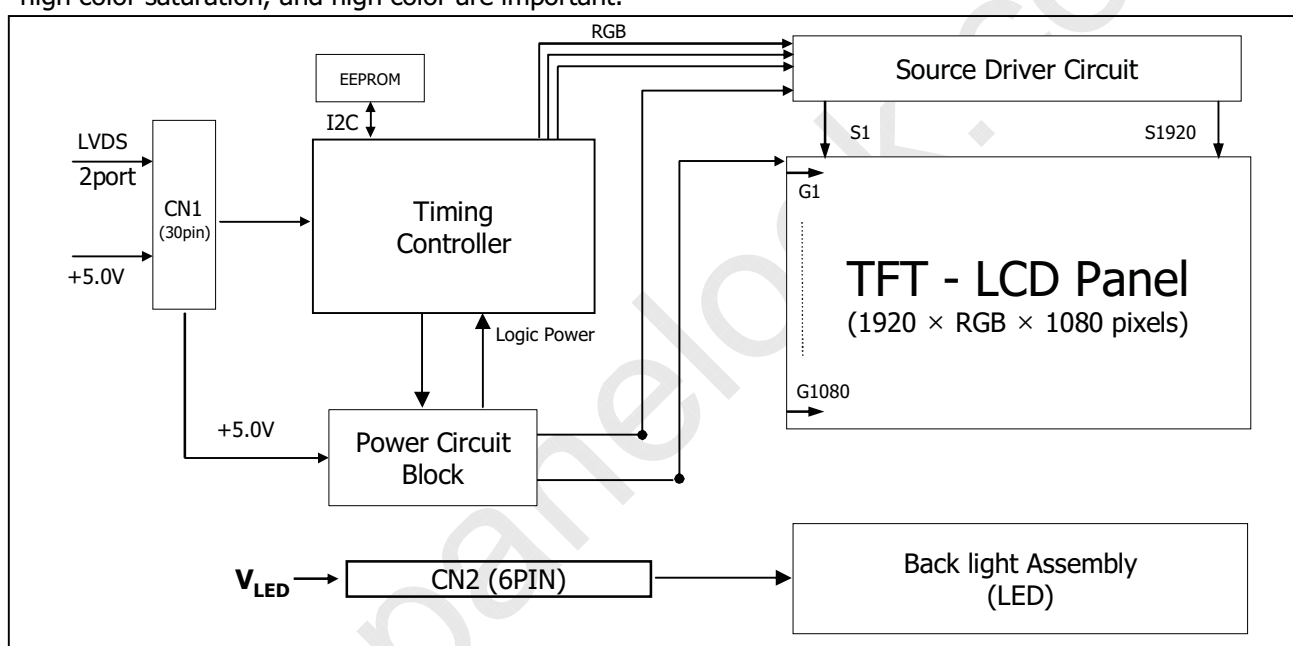 high color saturation, and high color are important.
RGB
EEPROM
Source Driver Circuit
I2C
LVDS
2port
S1
S1920
CN1
(30pin)
G1
Timing
Controller
+5.0V
TFT - LCD Panel
(1920 × RGB × 1080 pixels)
Logic Power
G1080
+5.0V
Power Circuit
Block
Back light Assembly
(LED)
VLED
CN2 (6PIN)
panelook.com